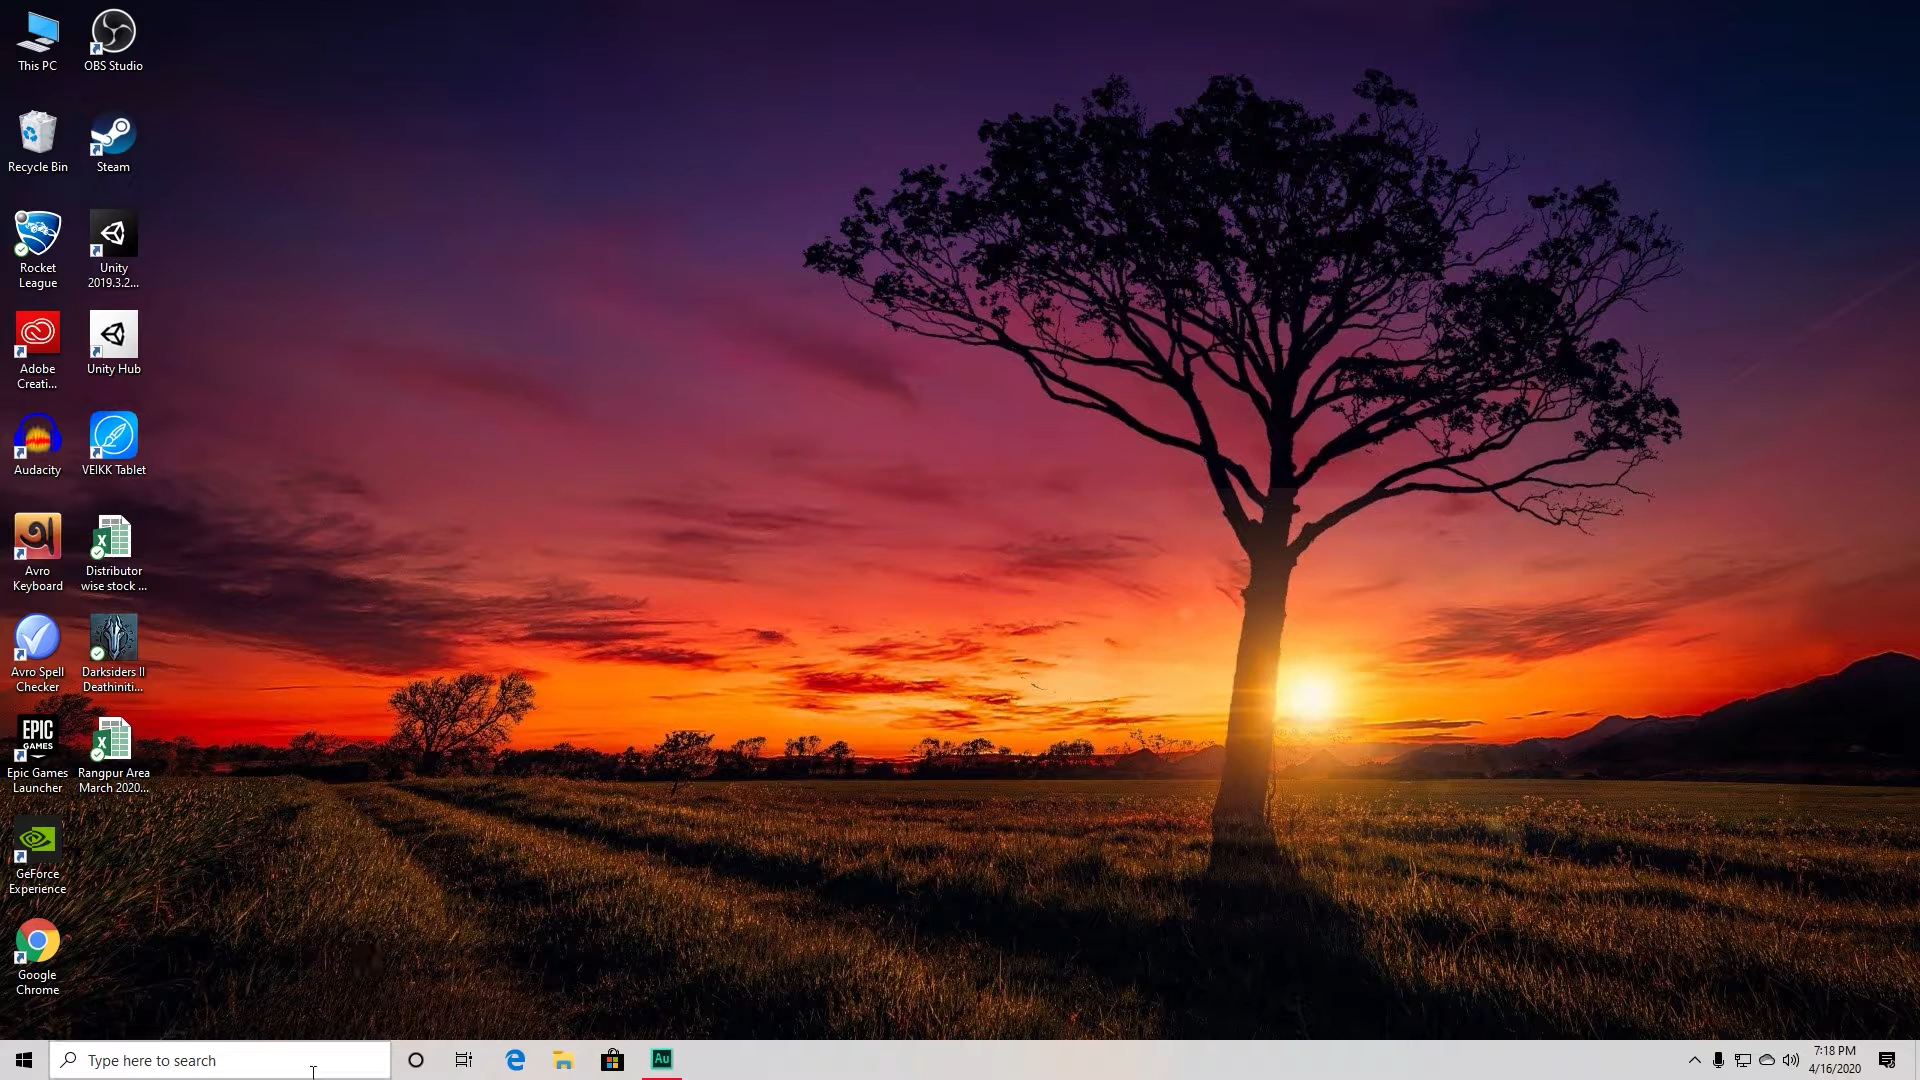 This PC
OBS Studio
Recycle Bin
Steam
Rocket
League
Unity
2019.3.2...
Adobe
Creati...
Unity Hub
Audacity
VEIKK Tablet
Avro
Keyboard
Distributor
wise stock ...
Avro Spell
Checker
Darksiders II
Deathiniti...
EPIC
GAMES
Epic Games
Launcher
Rangpur Area
March 2020...
GeForce
Experience
Google
Chrome
Type here to search
Au
7:18 PM
4/16/2020